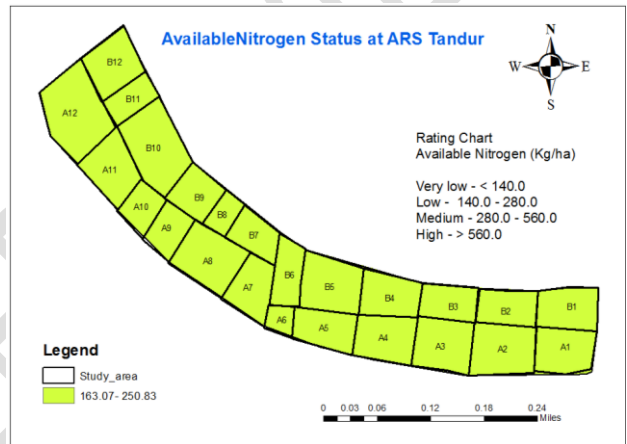 AvailableNitrogen Status at ARS Tandur
N
W E
S
B12
B11
A12
B10
A11
A10
B9
B8
A9
B7
A8
B6
A7
B5
B4
B3
B2
B1
A6
A5
A4
A3
A2
A1
Rating Chart
Available Nitrogen (Kg/ha)
Very low - < 140.0
Low - 140.0 - 280.0
Medium - 280.0 - 560.0
High - > 560.0
Legend
Study_area
163.07- 250.83
0 0.03 0.06 0.12 0.18 0.24
Miles